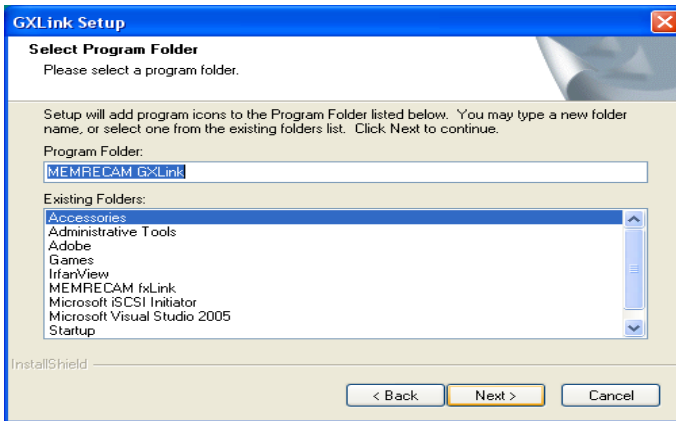 GXLink Setup
Select Program Folder
Please select a program folder.
Setup will add program icons to the Program Folder listed below. You may type a new folder
name, or select one from the existing folders list. Click Next to continue.
Program Folder:
MEMRECAM GXLink
Existing Folders:
Accessories
Administrative Tools
Adobe
Games
IrfanView
MEMRECAM fxLink
Microsoft iSCSI Initiator
Microsoft Visual Studio 2005
Startup
InstallShield
< Back Next > Cancel